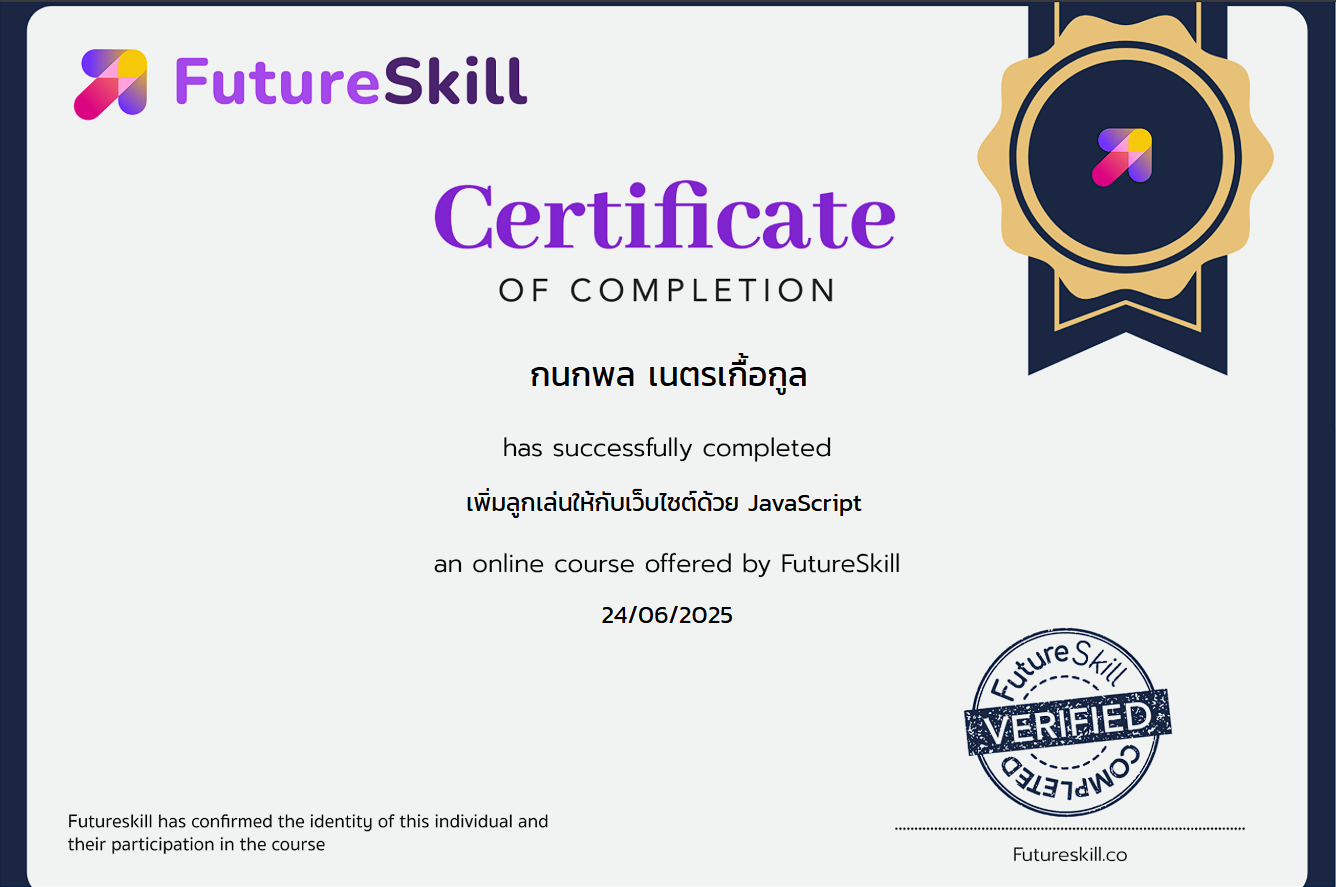 FutureSkill
Certificate
OF COMPLETION
กนกพล เนตรเกื้อกูล
has successfully completed
เพิ่มลูกเล่นให้กับเว็บไซต์ด้วย JavaScript
an online course offered by FutureSkill
24/06/2025
FutureSkill
VERIFIED
COMPLETED
Futureskill has confirmed the identity of this individual and
their participation in the course
Futureskill.co